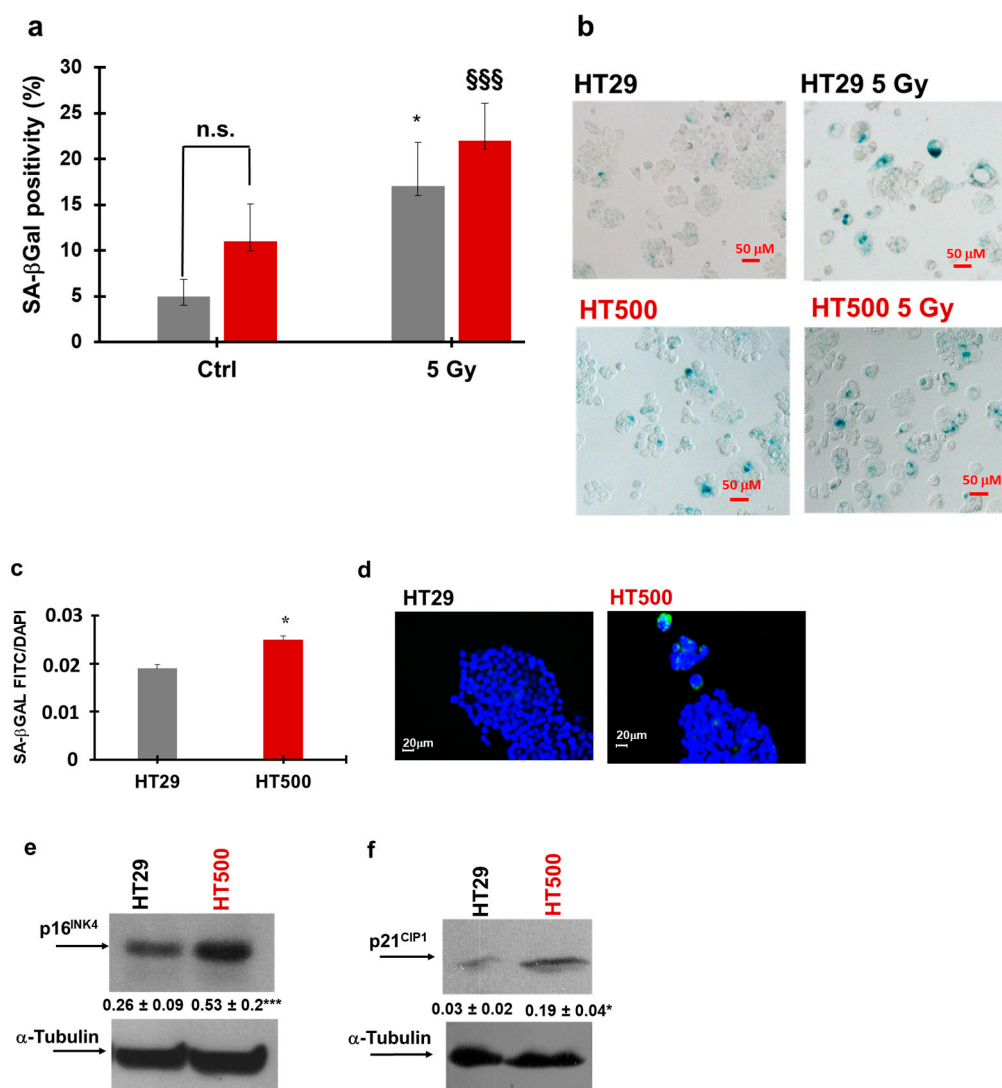 a
SA-βGal positivity (%)
30
25
20
15
10
5
0
n.s.
*
§§§
Ctrl
5 Gy
b
HT29
HT29 5 Gy
50 μM
50 μM
HT500
HT500 5 Gy
50 μM
50 μM
c
SA-βGAL FITC/DAPI
0.03
0.02
0.01
0
*
HT29
HT500
d
HT29
HT500
20μm
20μm
e
HT29
HT500
p16INK4
0.26 ± 0.09 0.53 ± 0.2***
α-Tubulin
f
HT29
HT500
p21CIP1
0.03 ± 0.02 0.19 ± 0.04*
α-Tubulin